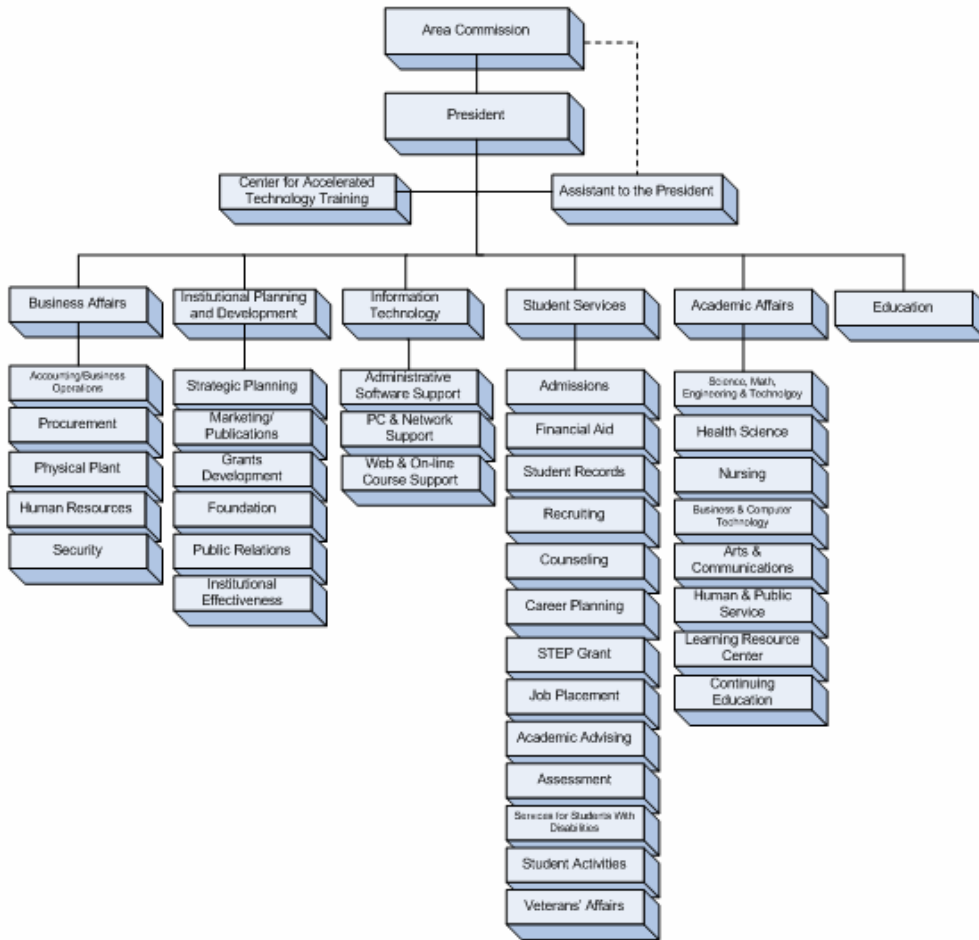 Area Commission
President
Center for Accelerated
Technology Training
Assistant to the President
Business Affairs
Institutional Planning
and Development
Information
Technology
Student Services
Academic Affairs
Education
Accounting/Business
Operations
Procurement
Physical Plant
Human Resources
Security
Strategic Planning
Marketing/
Publications
Grants
Development
Foundation
Public Relations
Institutional
Effectiveness
Administrative
Software Support
PC & Network
Support
Web & On-line
Course Support
Admissions
Financial Aid
Student Records
Recruiting
Counseling
Career Planning
STEP Grant
Job Placement
Academic Advising
Assessment
Services for Students With
Disabilities
Student Activities
Veterans' Affairs
Science, Math,
Engineering & Technolgoy
Health Science
Nursing
Business & Computer
Technology
Arts &
Communications
Human & Public
Service
Learning Resource
Center
Continuing
Education